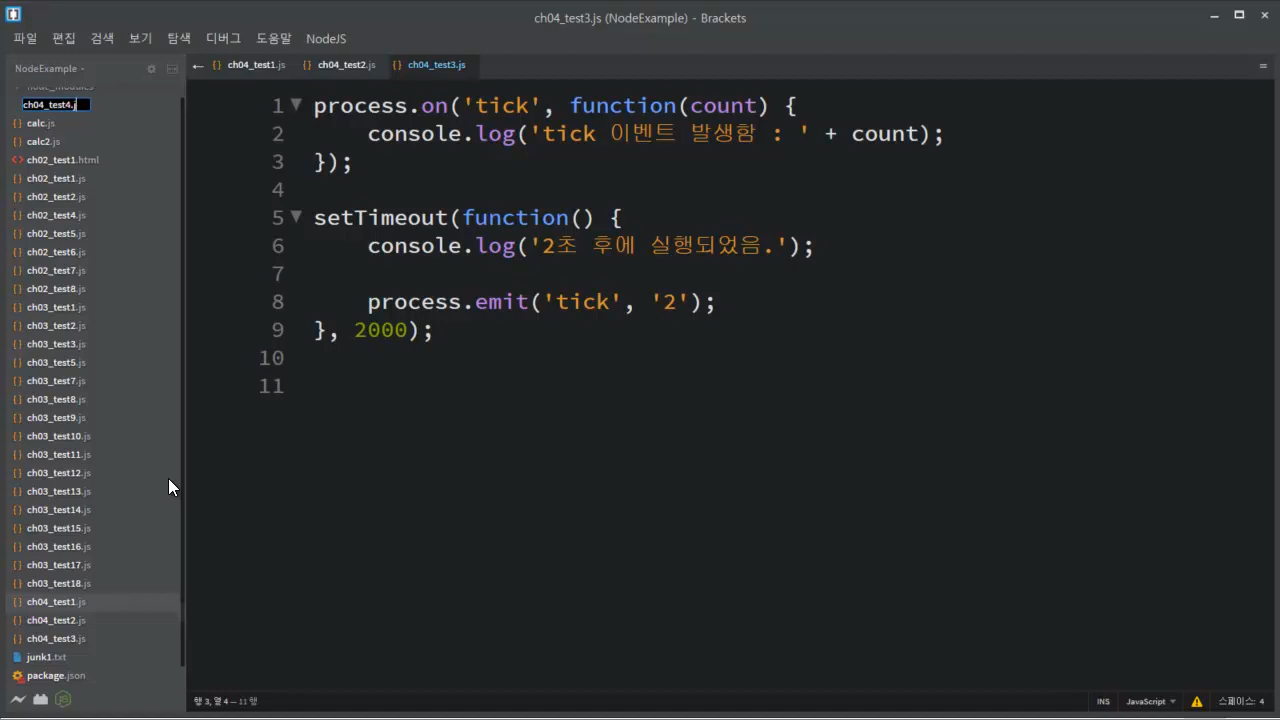 ch04_test3.js (NodeExample) - Brackets
파일 편집 검색 보기 탐색 디버그 도움말 NodeJS
NodeExample
ch04_test1.js ch04_test2.js ch04_test3.js
node_modules
ch04_test4.j
calc.js
calc2.js
ch02_test1.html
ch02_test1.js
ch02_test2.js
ch02_test4.js
ch02_test5.js
ch02_test6.js
ch02_test7.js
ch02_test8.js
ch03_test1.js
ch03_test2.js
ch03_test3.js
ch03_test5.js
ch03_test7.js
ch03_test8.js
ch03_test9.js
ch03_test10.js
ch03_test11.js
ch03_test12.js
ch03_test13.js
ch03_test14.js
ch03_test15.js
ch03_test16.js
ch03_test17.js
ch03_test18.js
ch04_test1.js
ch04_test2.js
ch04_test3.js
junk1.txt
package.json
1 process.on('tick', function(count) {
2 console.log('tick 이벤트 발생함 : ' + count);
3 });
4
5 setTimeout(function() {
6 console.log('2초 후에 실행되었음.');
7
8 process.emit('tick', '2');
9 }, 2000);
10
11
행 3, 열 4 — 11 행
INS JavaScript 스페이스: 4